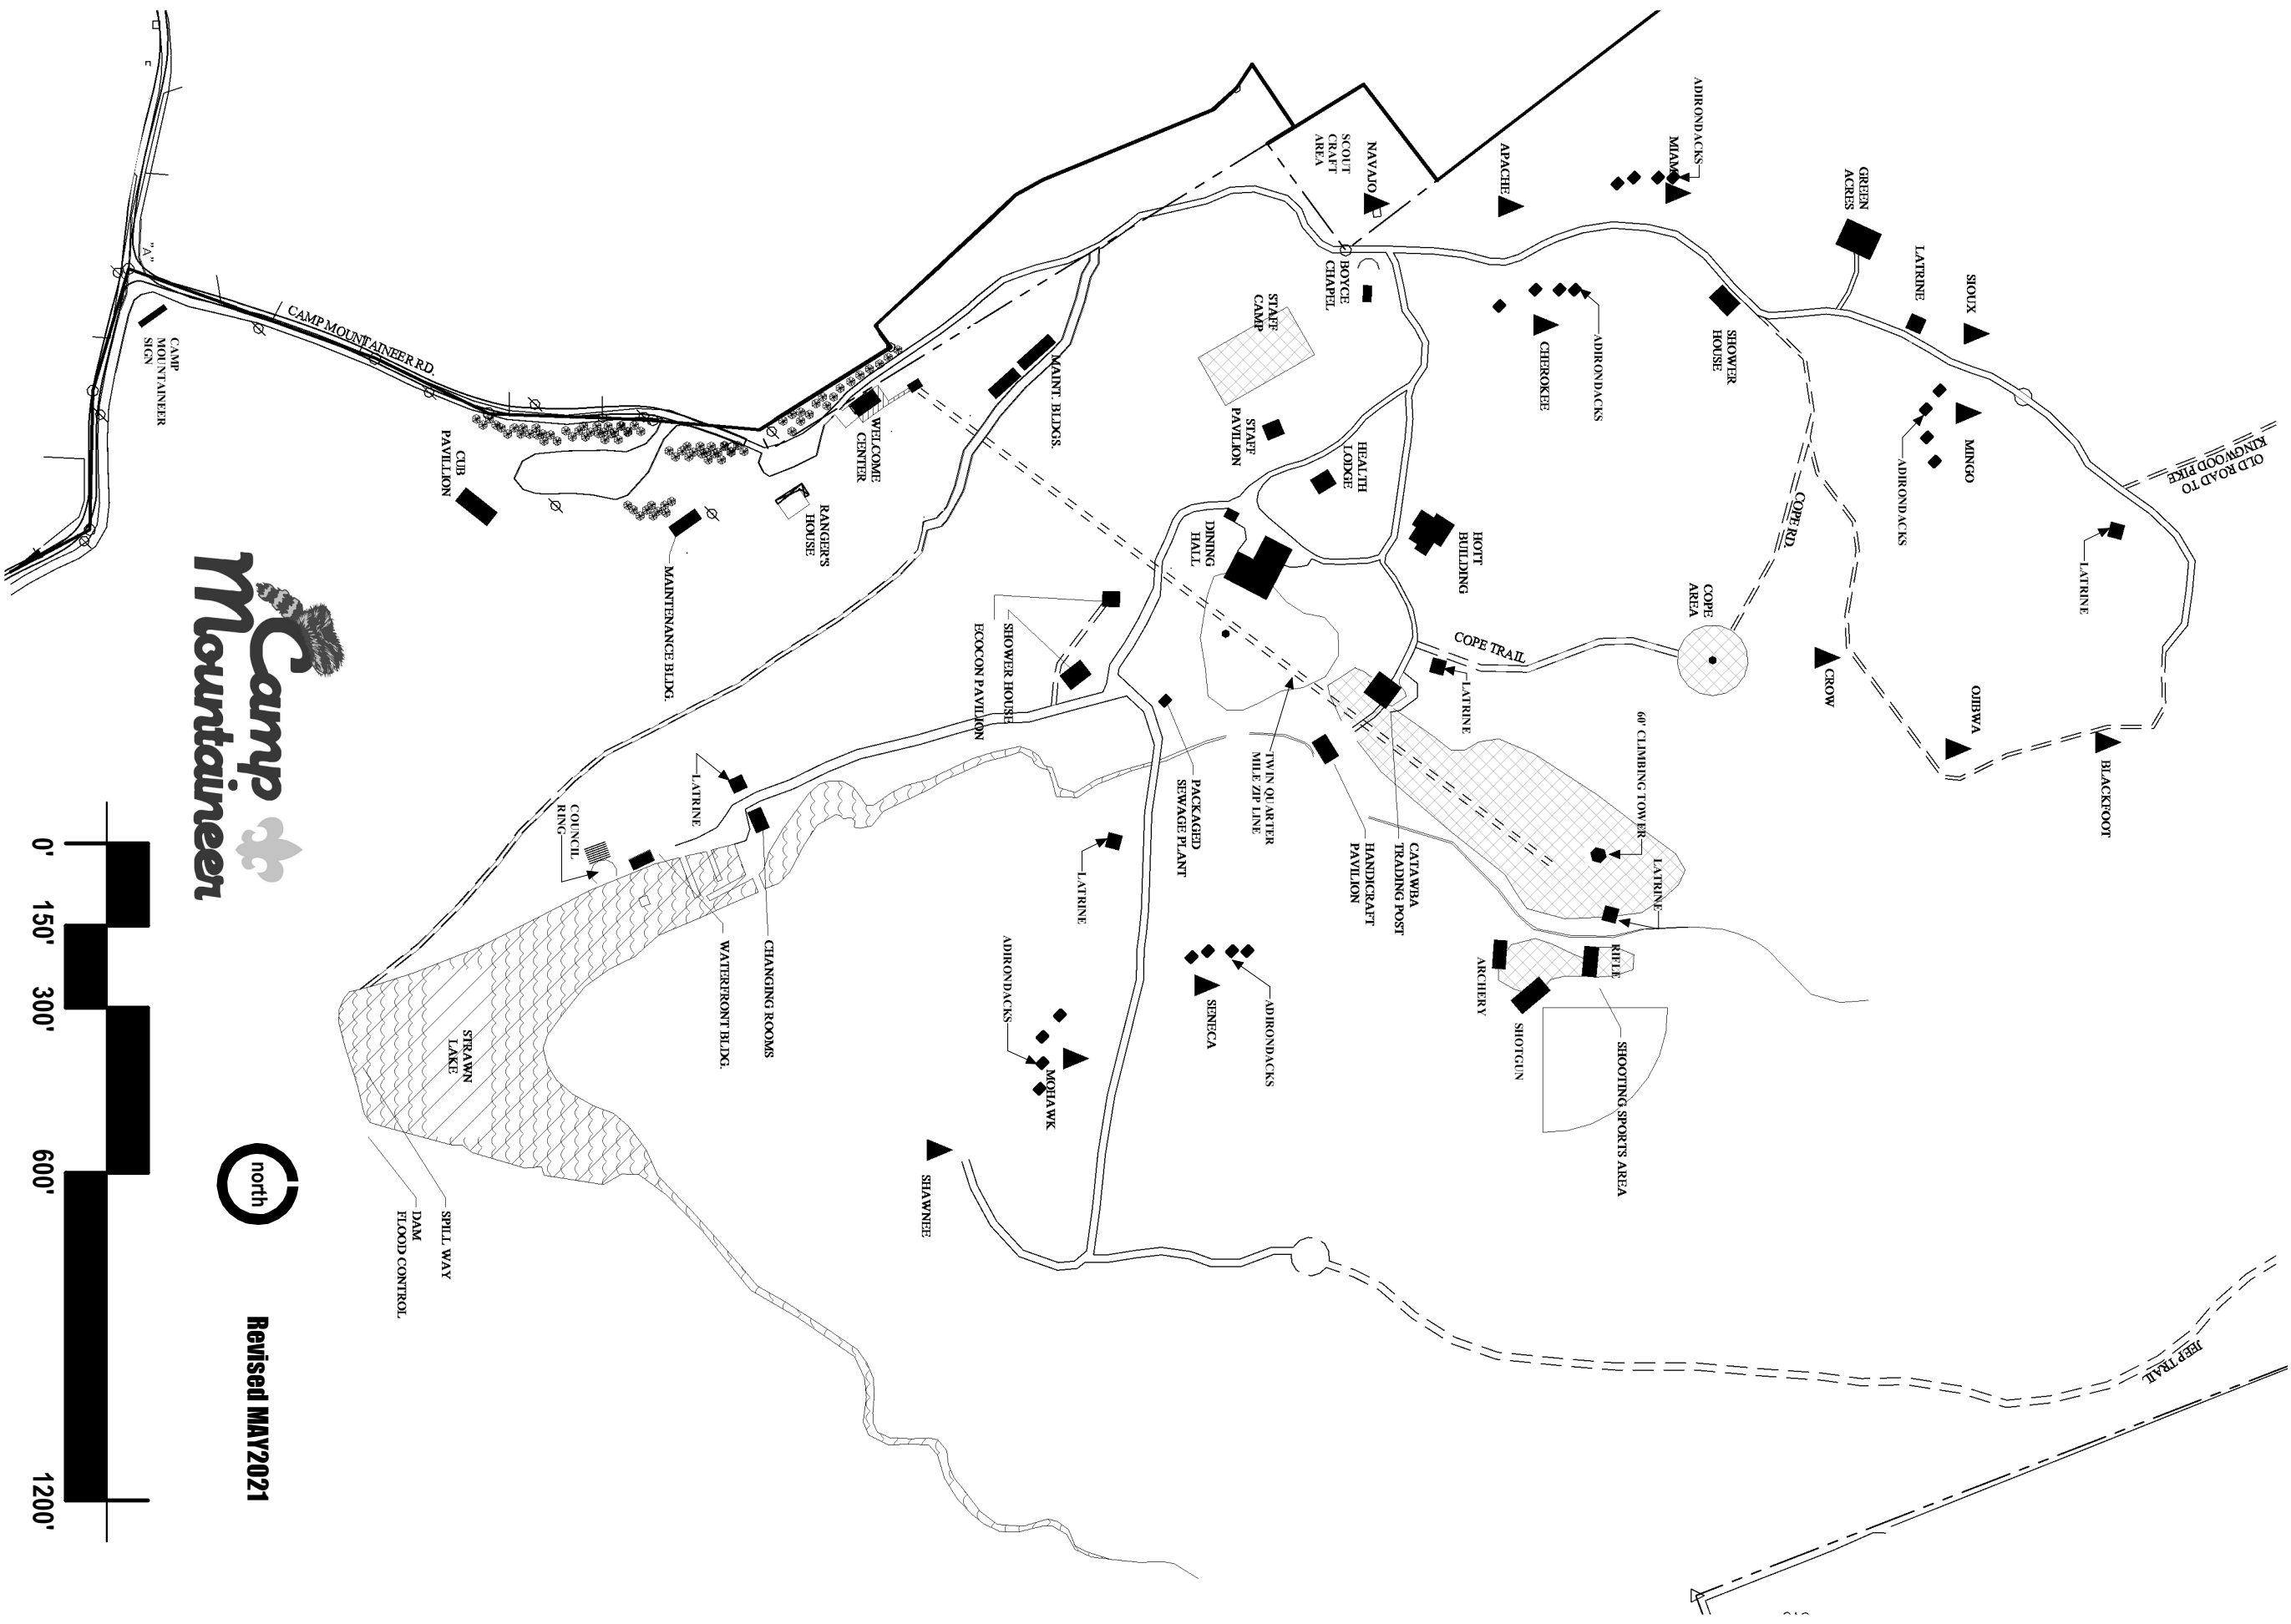 OLD ROAD TO
KINGWOOD PIKE
JEEP TRAIL
LATRINE
BLACKFOOT
SIOUX
MINGO
OJIBWA
LATRINE
ADIRONDACKS
GREEN
ACRES
CROW
COPE RD.
SHOWER
HOUSE
COPE
AREA
ADIRONDACKS
MIAMI
60' CLIMBING TOWER
LATRINE
ADIRONDACKS
CHEROKEE
RIFLE
SHOOTING SPORTS AREA
APACHE
COPE TRAIL
SHOTGUN
ARCHERY
HOTT
BUILDING
LATRINE
NAVAJO
SCOUT
CRAFT
AREA
BOYCE
CHAPEL
HEALTH
LODGE
CATAWBA
TRADING POST
HANDICRAFT
PAVILION
STAFF
CAMP
STAFF
PAVILION
TWIN QUARTER
MILE ZIP LINE
ADIRONDACKS
SENECA
DINING
HALL
PACKAGED
SEWAGE PLANT
MAINT. BLDGS.
LATRINE
MOHAWK
ADIRONDACKS
SHOWER HOUSE
ECOCON PAVILION
SHAWNEE
WELCOME
CENTER
RANGER'S
HOUSE
CHANGING ROOMS
WATERFRONT BLDG.
LATRINE
MAINTENANCE BLDG.
COUNCIL
RING
CUB
PAVILLION
CAMP MOUNTAINER RD.
STRAWN
LAKE
SPILL WAY
DAM
FLOOD CONTROL
CAMP
MOUNTAINEER
SIGN
"A"
Camp
Mountaineer
north
Revised MAY2021
0' 150' 300' 600' 1200'